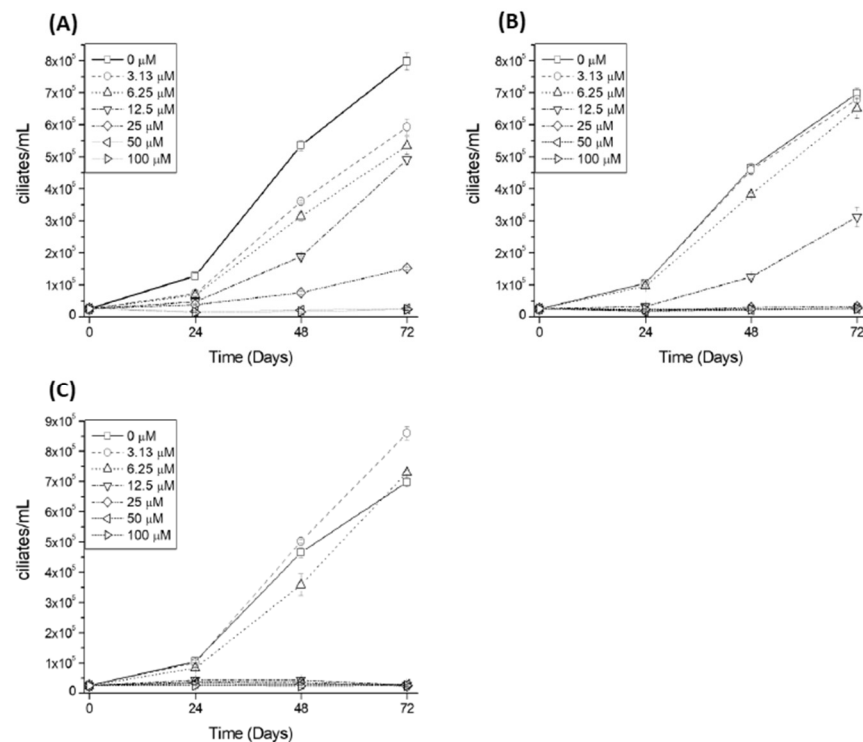 (A)
0 μM
3.13 μM
6.25 μM
12.5 μM
25 μM
50 μM
100 μM
8x10⁵
7x10⁵
6x10⁵
5x10⁵
4x10⁵
3x10⁵
2x10⁵
1x10⁵
0
ciliates/mL
0 24 48 72
Time (Days)
(B)
0 μM
3.13 μM
6.25 μM
12.5 μM
25 μM
50 μM
100 μM
8x10⁵
7x10⁵
6x10⁵
5x10⁵
4x10⁵
3x10⁵
2x10⁵
1x10⁵
0
ciliates/mL
0 24 48 72
Time (Days)
(C)
0 μM
3.13 μM
6.25 μM
12.5 μM
25 μM
50 μM
100 μM
9x10⁵
8x10⁵
7x10⁵
6x10⁵
5x10⁵
4x10⁵
3x10⁵
2x10⁵
1x10⁵
0
ciliates/mL
0 24 48 72
Time (Days)